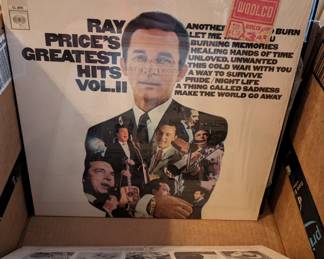 RAY
PRICE'S
GREATEST
HITS
VOL.II
WOOLCO
ANOTHER BURN
LET ME
BURNING MEMORIES
HEALING HANDS OF TIME
UNLOVED, UNWANTED
THIS COLD WAR WITH YOU
A WAY TO SURVIVE
PRIDE/NIGHT LIFE
A THING CALLED SADNESS
MAKE THE WORLD GO AWAY